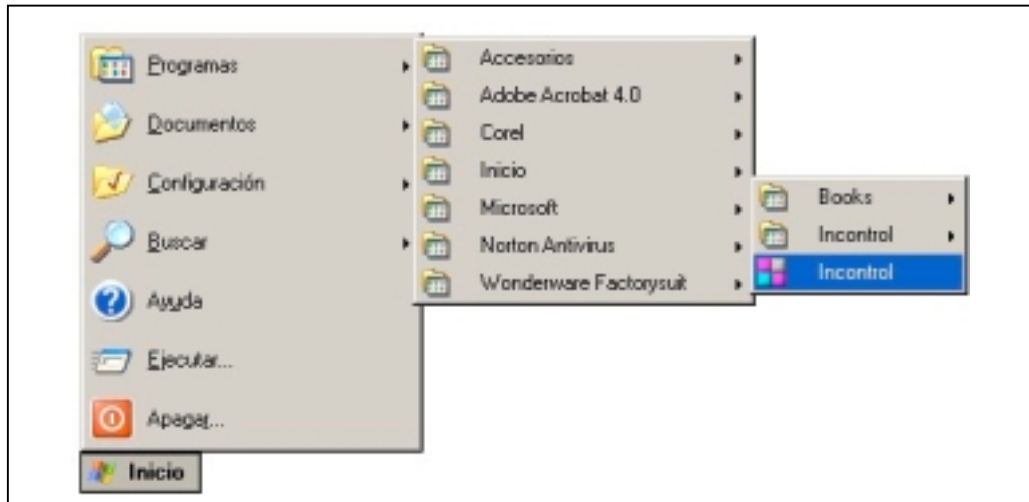 Programas
Documentos
Configuración
Buscar
Ayuda
Ejecutar...
Apagar...
Inicio
Accesorios
Adobe Acrobat 4.0
Corel
Inicio
Microsoft
Norton Antivirus
Wonderware Factorysuit
Books
Incontrol
Incontrol